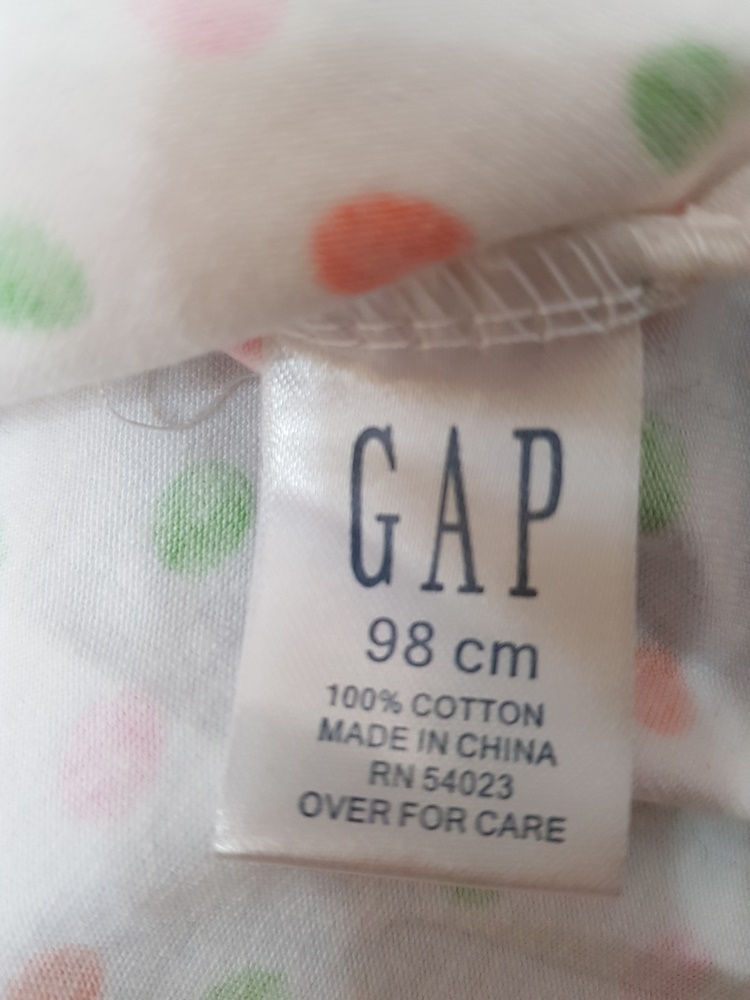 GAP
98 cm
100% COTTON
MADE IN CHINA
RN 54023
OVER FOR CARE